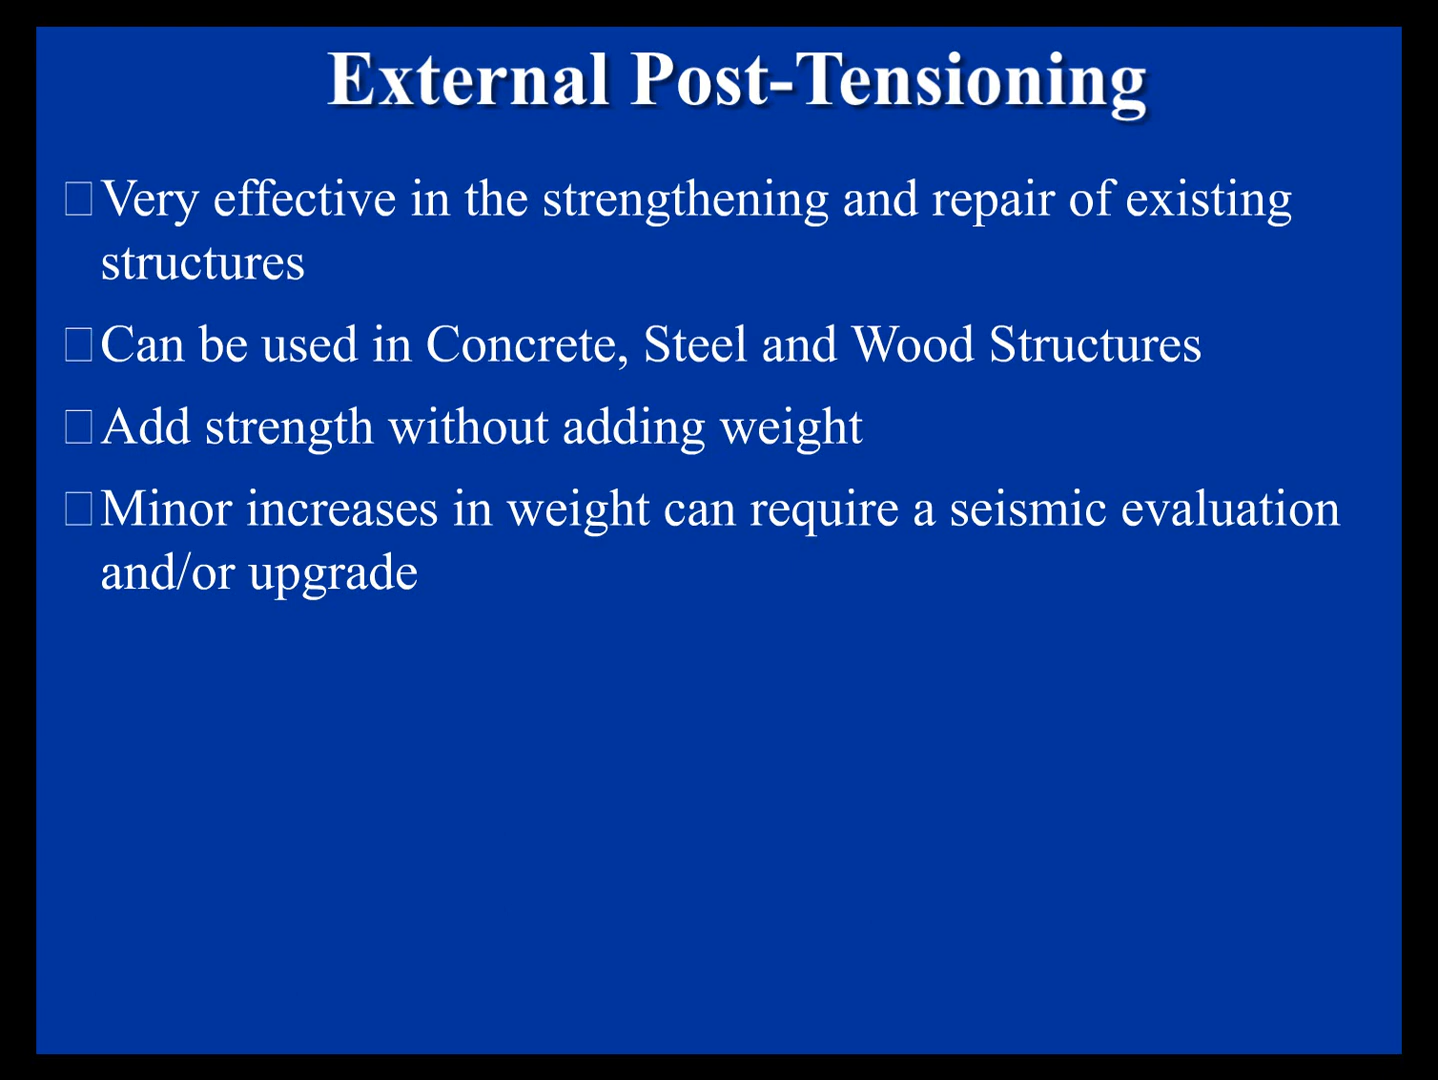 External Post-Tensioning
Very effective in the strengthening and repair of existing
structures
Can be used in Concrete, Steel and Wood Structures
Add strength without adding weight
Minor increases in weight can require a seismic evaluation
and/or upgrade